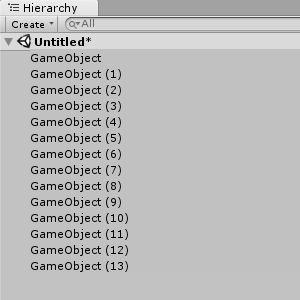 Hierarchy
Create All
Untitled*
GameObject
GameObject (1)
GameObject (2)
GameObject (3)
GameObject (4)
GameObject (5)
GameObject (6)
GameObject (7)
GameObject (8)
GameObject (9)
GameObject (10)
GameObject (11)
GameObject (12)
GameObject (13)